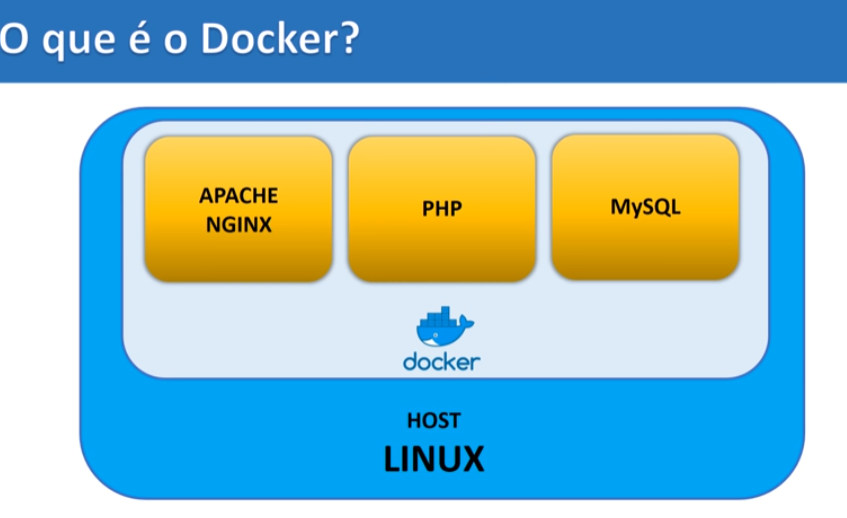 O que é o Docker?
APACHE
NGINX
PHP
MySQL
docker
HOST
LINUX